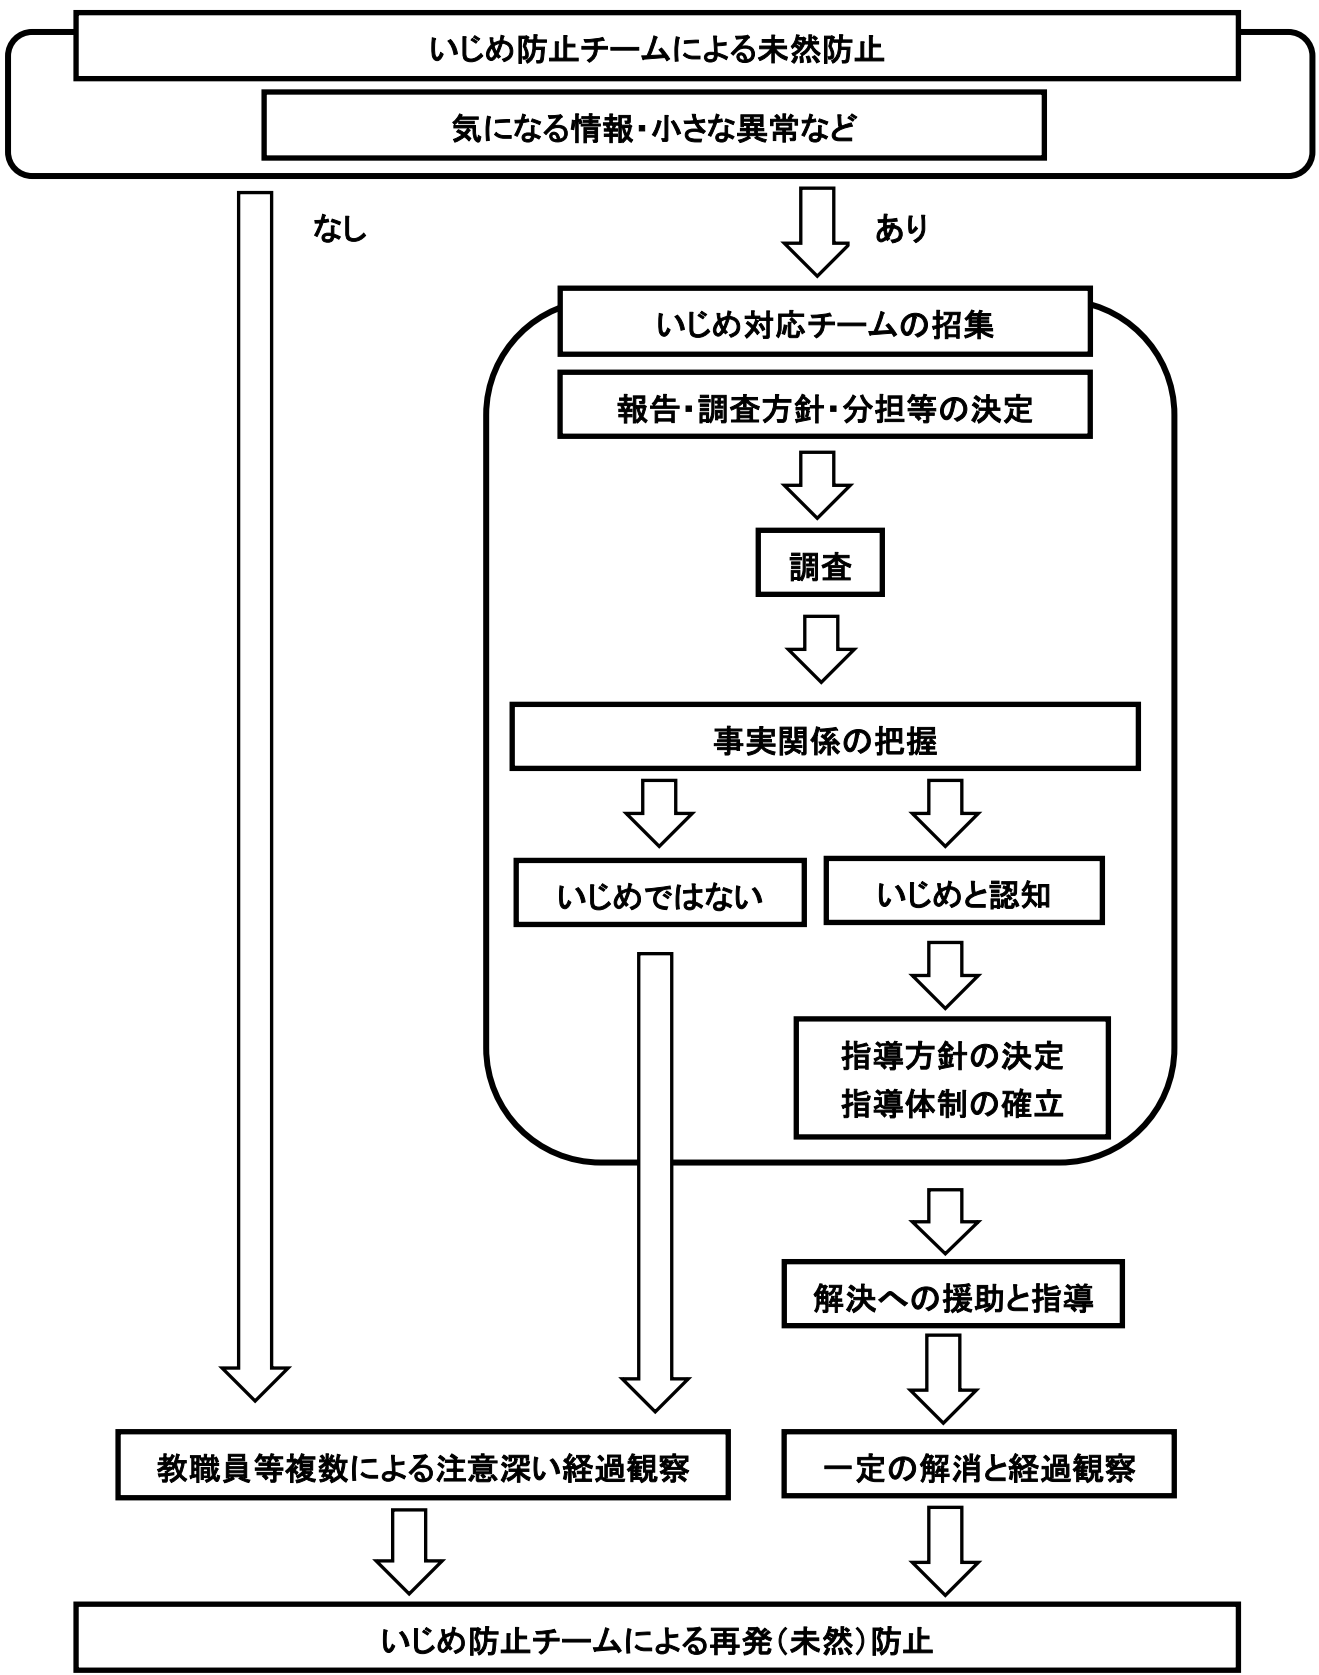 いじめ防止チームによる未然防止
気になる情報・小さな異常など
なし
あり
いじめ対応チームの招集
報告・調査方針・分担等の決定
調査
事実関係の把握
いじめではない
いじめと認知
指導方針の決定
指導体制の確立
解決への援助と指導
教職員等複数による注意深い経過観察
一定の解消と経過観察
いじめ防止チームによる再発（未然）防止